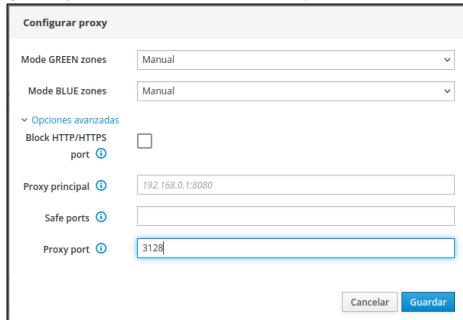 Configurar proxy
Mode GREEN zones Manual
Mode BLUE zones Manual
Opciones avanzadas
Block HTTP/HTTPS
port
Proxy principal 192.168.0.1:8080
Safe ports
Proxy port 3128
Cancelar Guardar